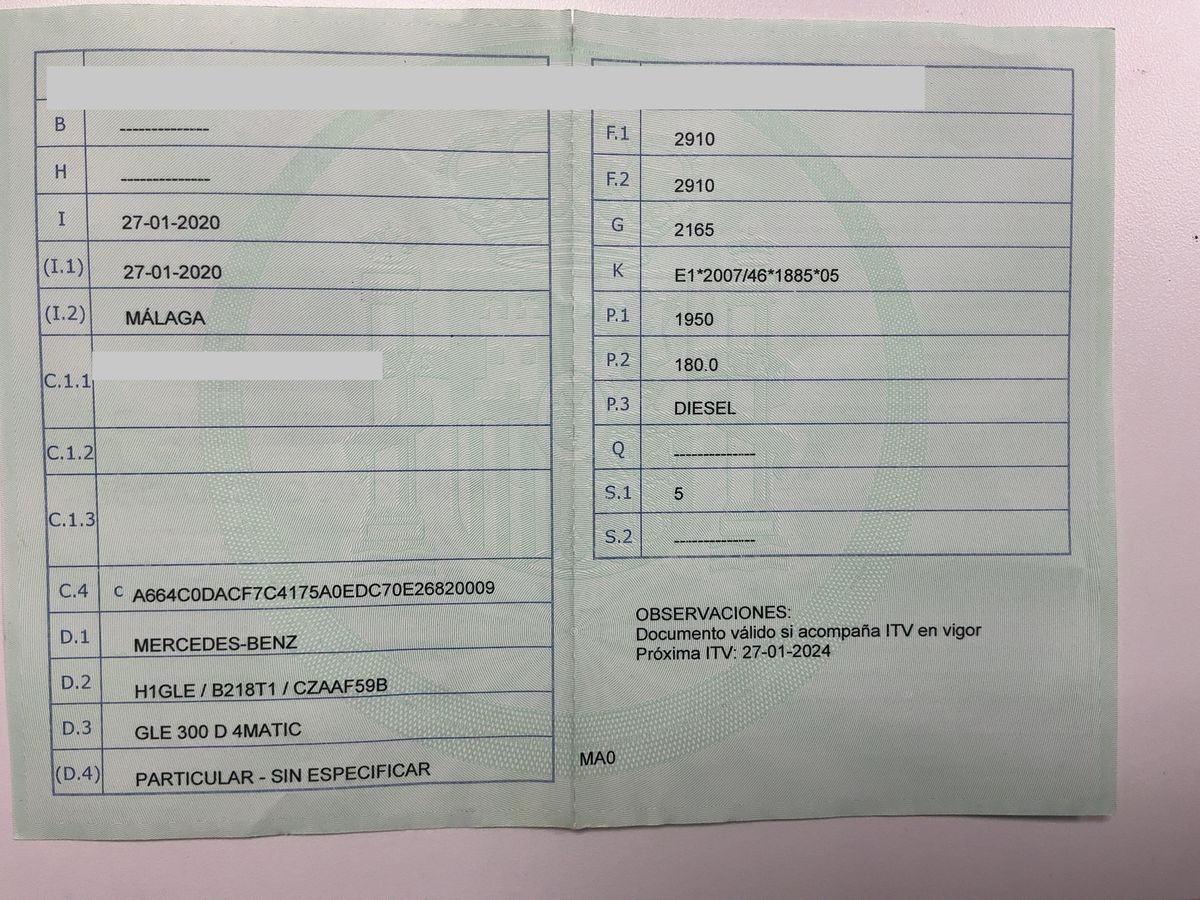 B --------------
H --------------
I 27-01-2020
(I.1) 27-01-2020
(I.2) MÁLAGA
C.1.1
C.1.2
C.1.3
C.4 C A664C0DACF7C4175A0EDC70E26820009
D.1 MERCEDES-BENZ
D.2 H1GLE / B218T1 / CZAAF59B
D.3 GLE 300 D 4MATIC
(D.4) PARTICULAR - SIN ESPECIFICAR
F.1 2910
F.2 2910
G 2165
K E1*2007/46*1885*05
P.1 1950
P.2 180.0
P.3 DIESEL
Q --------------
S.1 5
S.2 --------------
OBSERVACIONES:
Documento válido si acompaña ITV en vigor
Próxima ITV: 27-01-2024
MA0